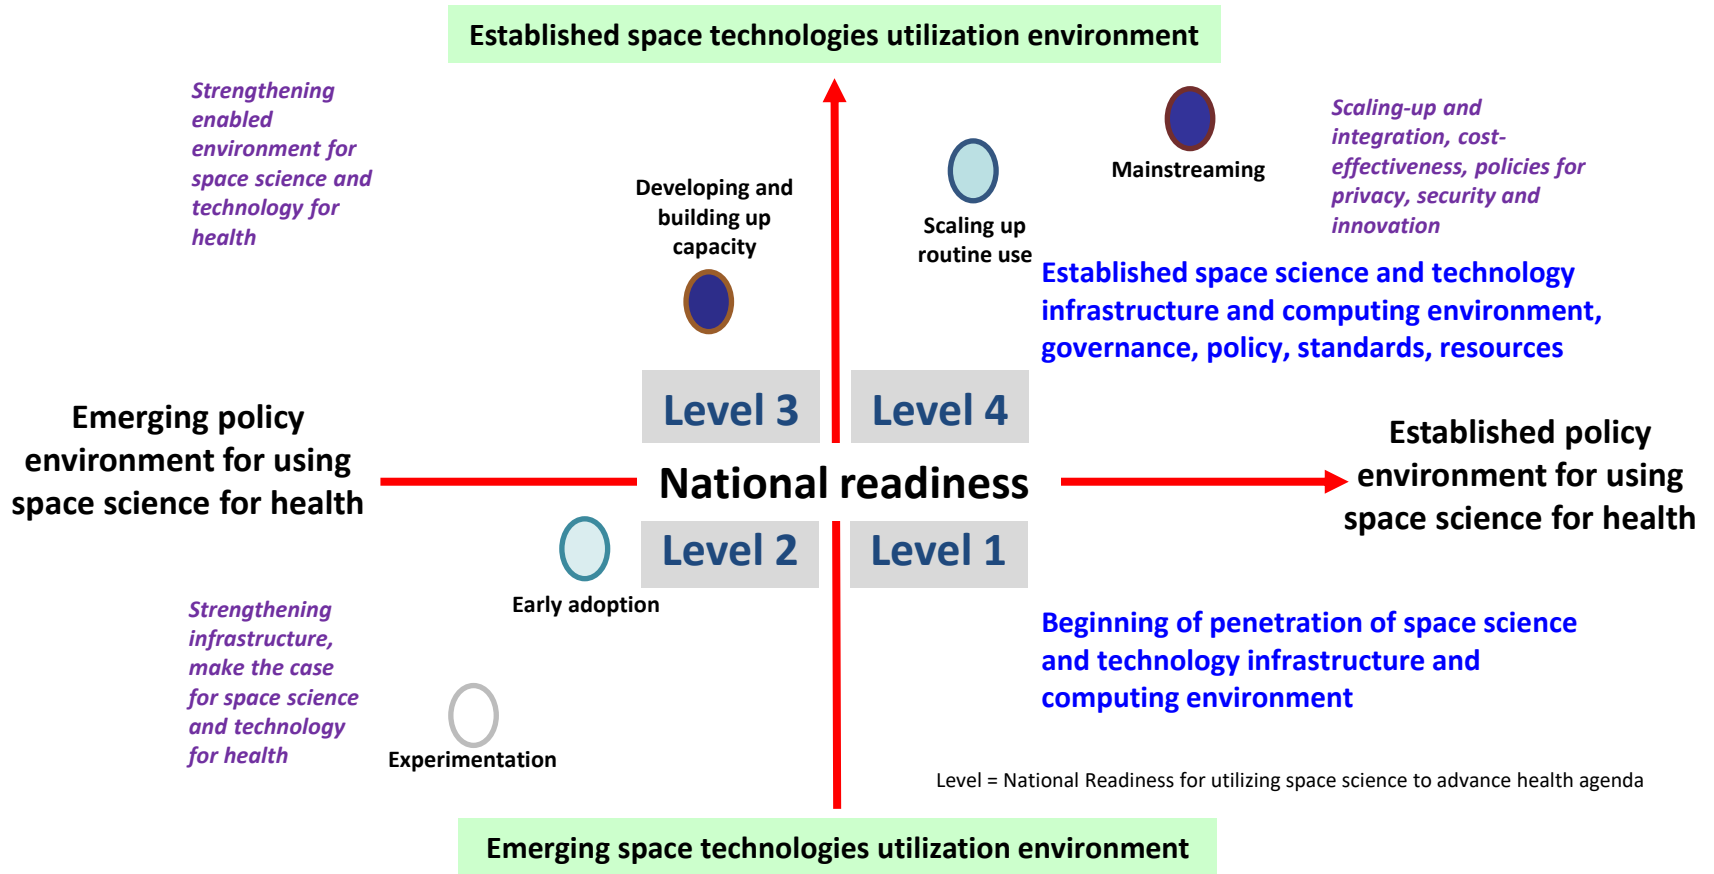 Established space technologies utilization environment
Strengthening
enabled
environment for
space science and
technology for
health
Developing and
building up
capacity
Scaling up
routine use
Mainstreaming
Scaling-up and
integration, cost-
effectiveness, policies for
privacy, security and
innovation
Established space science and technology
infrastructure and computing environment,
governance, policy, standards, resources
Level 3
Level 4
Emerging policy
environment for using
space science for health
National readiness
Established policy
environment for using
space science for health
Level 2
Level 1
Early adoption
Strengthening
infrastructure,
make the case
for space science
and technology
for health
Experimentation
Beginning of penetration of space science
and technology infrastructure and
computing environment
Level = National Readiness for utilizing space science to advance health agenda
Emerging space technologies utilization environment